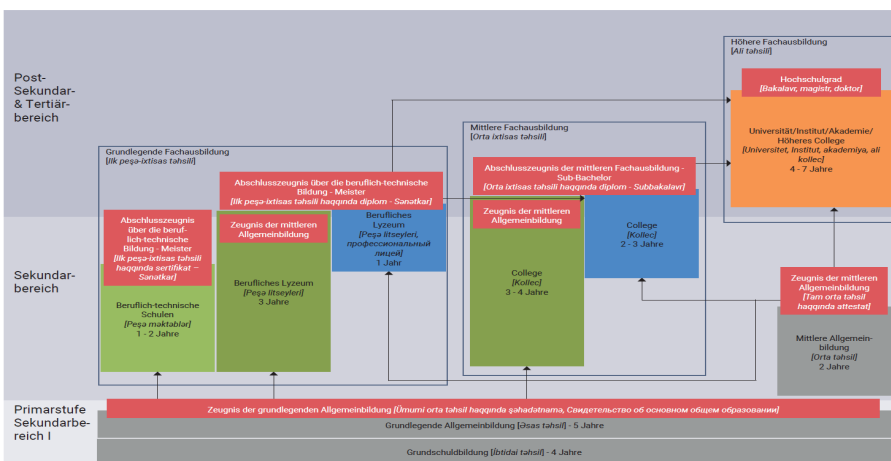 Höhere Fachausbildung
[Ali təhsili]
Post-
Sekundar-
& Tertiär-
bereich
Hochschulgrad
[Bakalavr, magistr, doktor]
Universität/Institut/Akademie/
Höheres College
[Universitet, Institut, akademiya, ali
kollec]
4 - 7 Jahre
Grundlegende Fachausbildung
[Ilk peşə-ixtisas təhsili]
Mittlere Fachausbildung
[Orta ixtisas təhsili]
Abschlusszeugnis über die beruflich-technische
Bildung - Meister
[Ilk peşə-ixtisas təhsili haqqında diplom - Sənətkar]
Abschlusszeugnis der mittleren Fachausbildung -
Sub-Bachelor
[Orta ixtisas təhsili haqqında diplom - Subbakalavr]
Abschlusszeugnis
über die beruf-
lich-technische
Bildung - Meister
[Ilk peşə-ixtisas təhsili
haqqında sertifikat –
Sənətkar]
Zeugnis der mittleren
Allgemeinbildung
Berufliches
Lyzeum
[Peşə litseyleri,
профессиональный
лицей]
1 Jahr
Zeugnis der mittleren
Allgemeinbildung
College
[Kollec]
2 - 3 Jahre
Sekundar-
bereich
Beruflich-technische
Schulen
[Peşə məktəblər]
1 - 2 Jahre
Berufliches Lyzeum
[Peşə litseyleri]
3 Jahre
College
[Kollec]
3 - 4 Jahre
Zeugnis der mittleren
Allgemeinbildung
[Tam orta təhsil
haqqında attestat]
Mittlere Allgemein-
bildung
[Orta təhsil]
2 Jahre
Primarstufe
Sekundarbe-
reich I
Zeugnis der grundlegenden Allgemeinbildung [Ümumi orta təhsil haqqında şəhadətnamə, Свидетельство об основном общем образовании]
Grundlegende Allgemeinbildung [Əsas təhsil] - 5 Jahre
Grundschuldbildung [İbtidai təhsil] - 4 Jahre